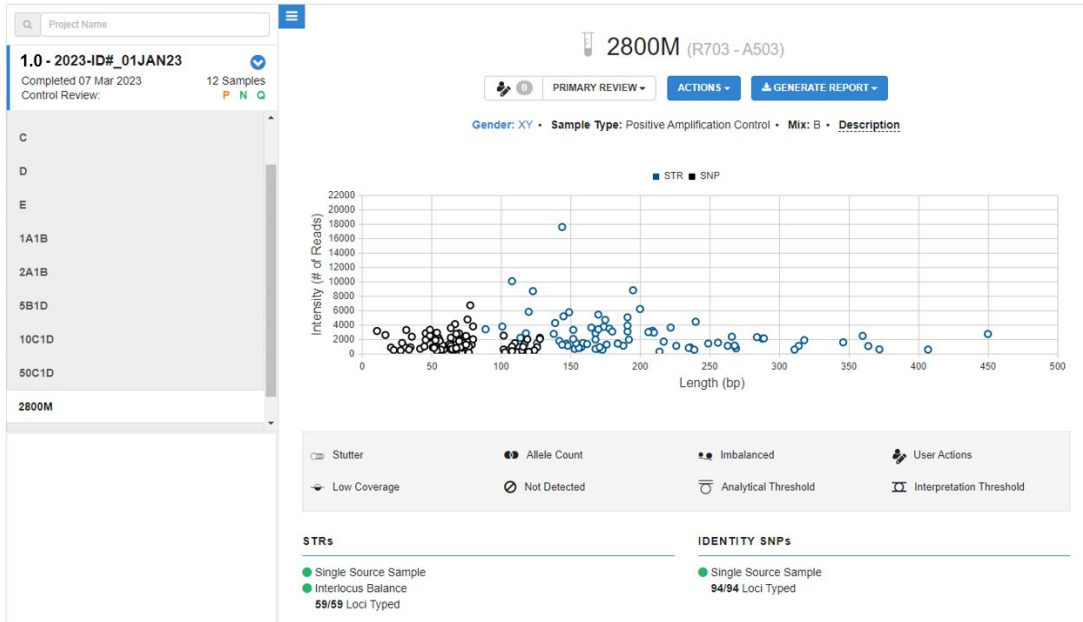 Project Name
1.0 - 2023-ID#_01JAN23
Completed 07 Mar 2023 12 Samples
Control Review: P N Q
C
D
E
1A1B
2A1B
5B1D
10C1D
50C1D
2800M
2800M (R703 - A503)
0 PRIMARY REVIEW ACTIONS GENERATE REPORT
Gender: XY • Sample Type: Positive Amplification Control • Mix: B • Description
STR SNP
Intensity (# of Reads)
22000
20000
18000
16000
14000
12000
10000
8000
6000
4000
2000
0
0 50 100 150 200 250 300 350 400 450 500
Length (bp)
Stutter Allele Count Imbalanced User Actions
Low Coverage Not Detected Analytical Threshold Interpretation Threshold
STRs IDENTITY SNPs
Single Source Sample Single Source Sample
Interlocus Balance 94/94 Loci Typed
59/59 Loci Typed